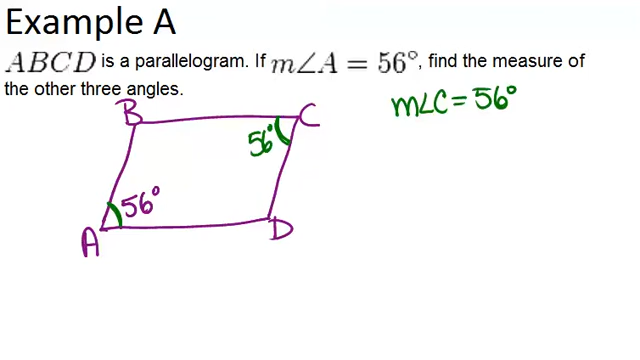 Example A
ABCD is a parallelogram. If m∠A = 56°, find the measure of
the other three angles.
m∠C = 56°
B
C
56°
56°
A
D